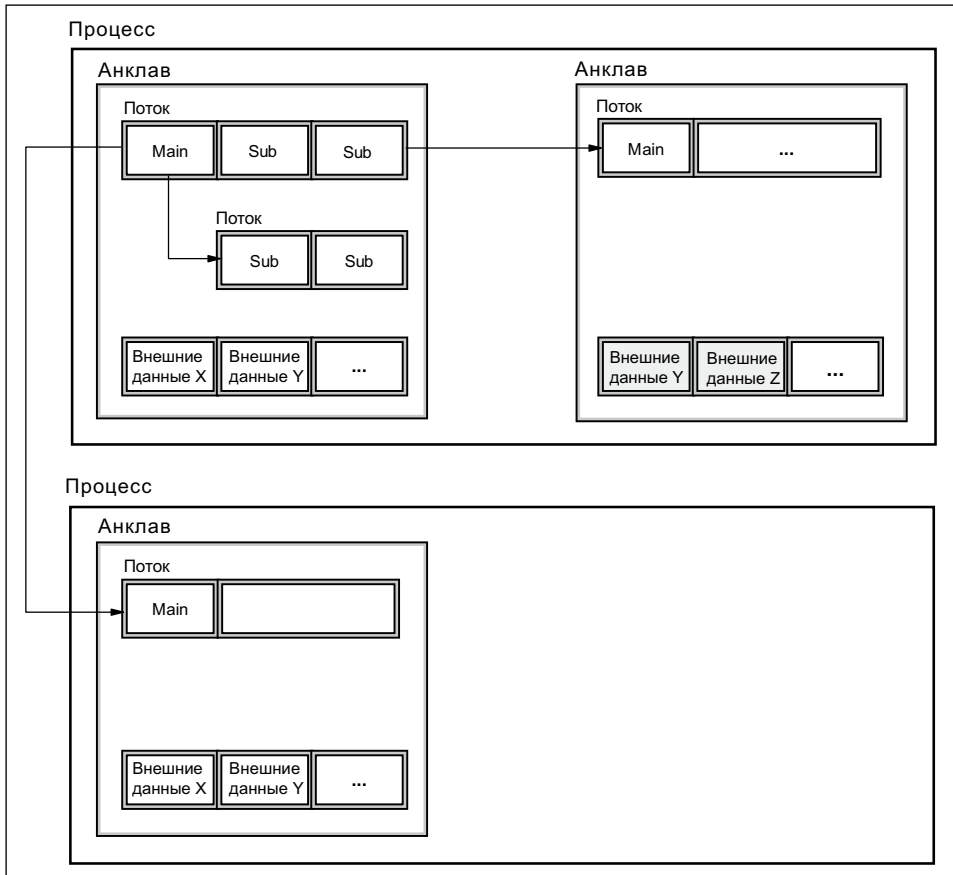 Процесс
Анклав
Анклав
Поток
Поток
Main
Sub
Sub
Main
...
Поток
Sub
Sub
Внешние
данные X
Внешние
данные Y
...
Внешние
данные Y
Внешние
данные Z
...
Процесс
Анклав
Поток
Main
Внешние
данные X
Внешние
данные Y
...